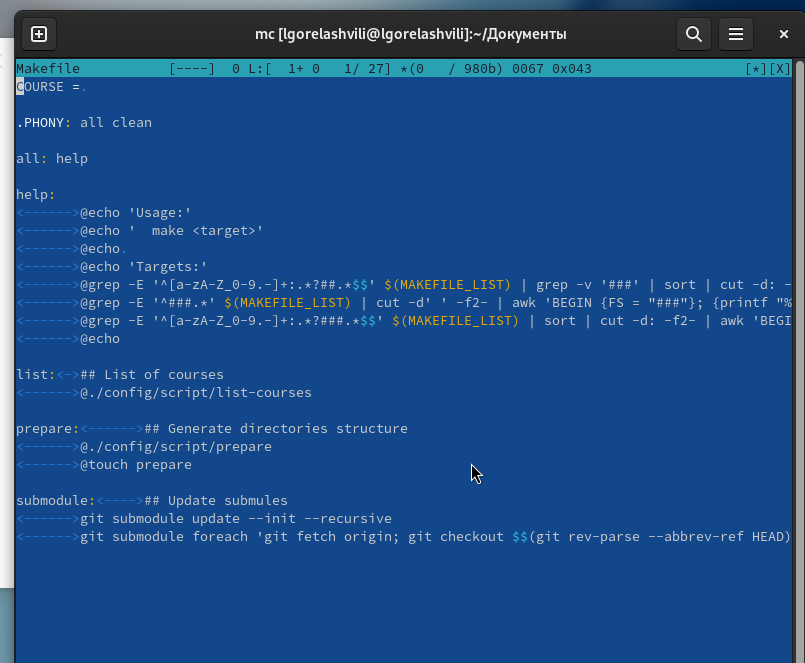 mc [lgorelashvili@lgorelashvili]:~/Документы
Makefile [----] 0 L:[ 1+ 0 1/ 27] *(0 / 980b) 0067 0x043 [*][X]
COURSE =.
.PHONY: all clean
all: help
help:
<------>@echo 'Usage:'
<------>@echo '  make <target>'
<------>@echo.
<------>@echo 'Targets:'
<------>@grep -E '^[a-zA-Z_0-9.-]+:.*?##.*$$' $(MAKEFILE_LIST) | grep -v '###' | sort | cut -d: -
<------>@grep -E '^###.*' $(MAKEFILE_LIST) | cut -d' ' -f2- | awk 'BEGIN {FS = "###"}; {printf "%
<------>@grep -E '^[a-zA-Z_0-9.-]+:.*?###.*$$' $(MAKEFILE_LIST) | sort | cut -d: -f2- | awk 'BEGI
<------>@echo
list:<->## List of courses
<------>@./config/script/list-courses
prepare:<------>## Generate directories structure
<------>@./config/script/prepare
<------>@touch prepare
submodule:<---->## Update submules
<------>git submodule update --init --recursive
<------>git submodule foreach 'git fetch origin; git checkout $$(git rev-parse --abbrev-ref HEAD)